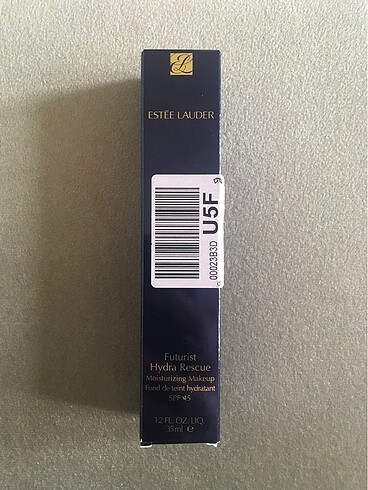 ESTÉE LAUDER
U5F
00023B3D
Futurist
Hydra Rescue
Moisturizing Makeup
Fond de teint hydratant
SPF 45
1.2 FL. OZ. LIQ.
35ml ℮